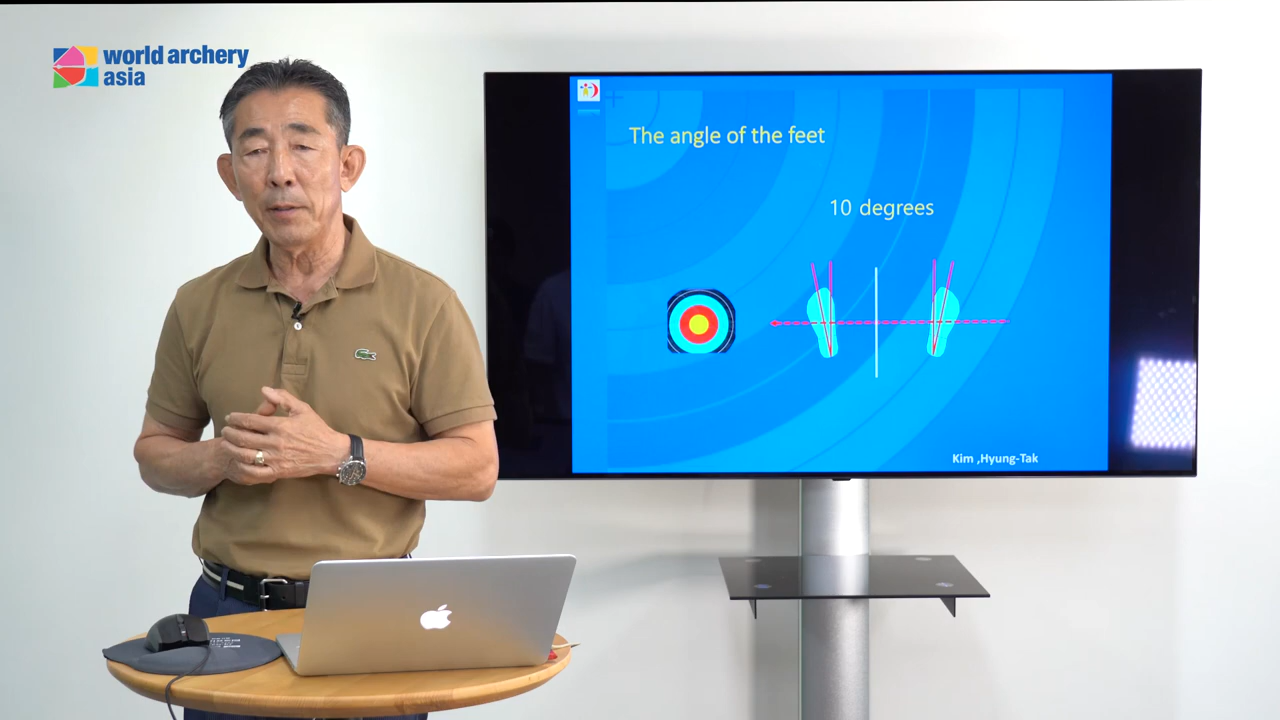 world archery
asia
The angle of the feet
10 degrees
Kim ,Hyung-Tak